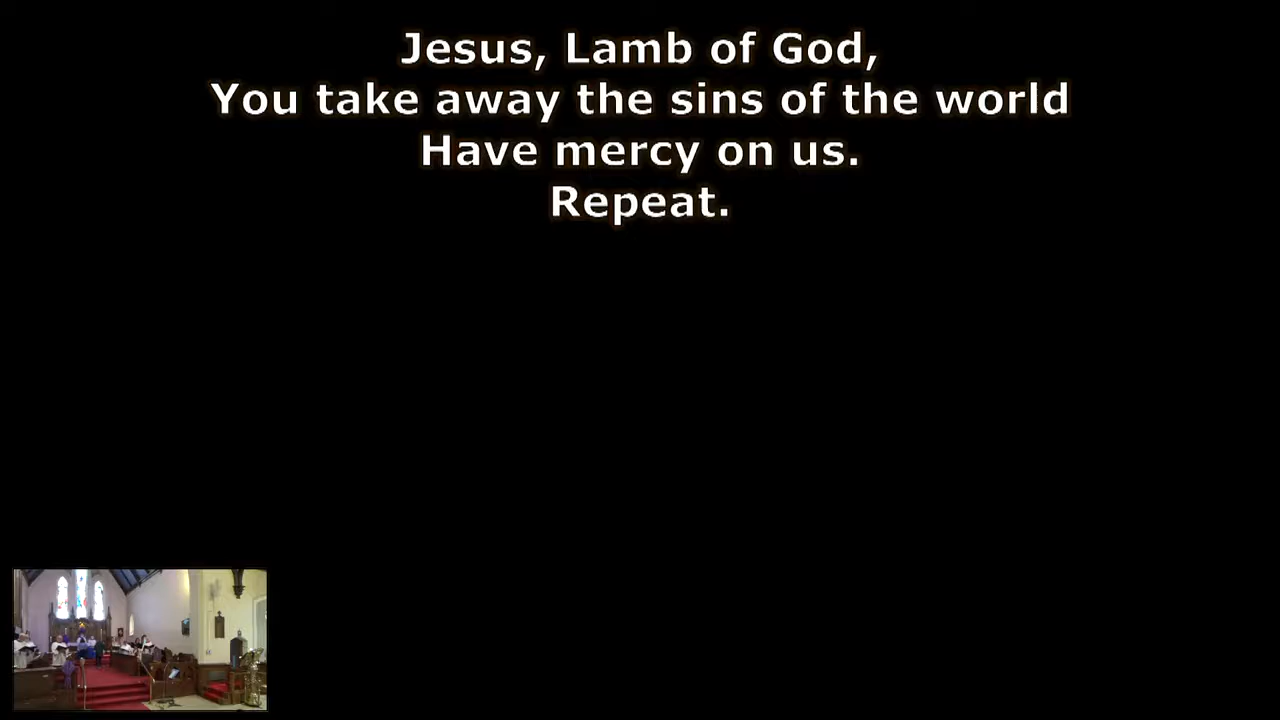 Jesus, Lamb of God,
You take away the sins of the world
Have mercy on us.
Repeat.